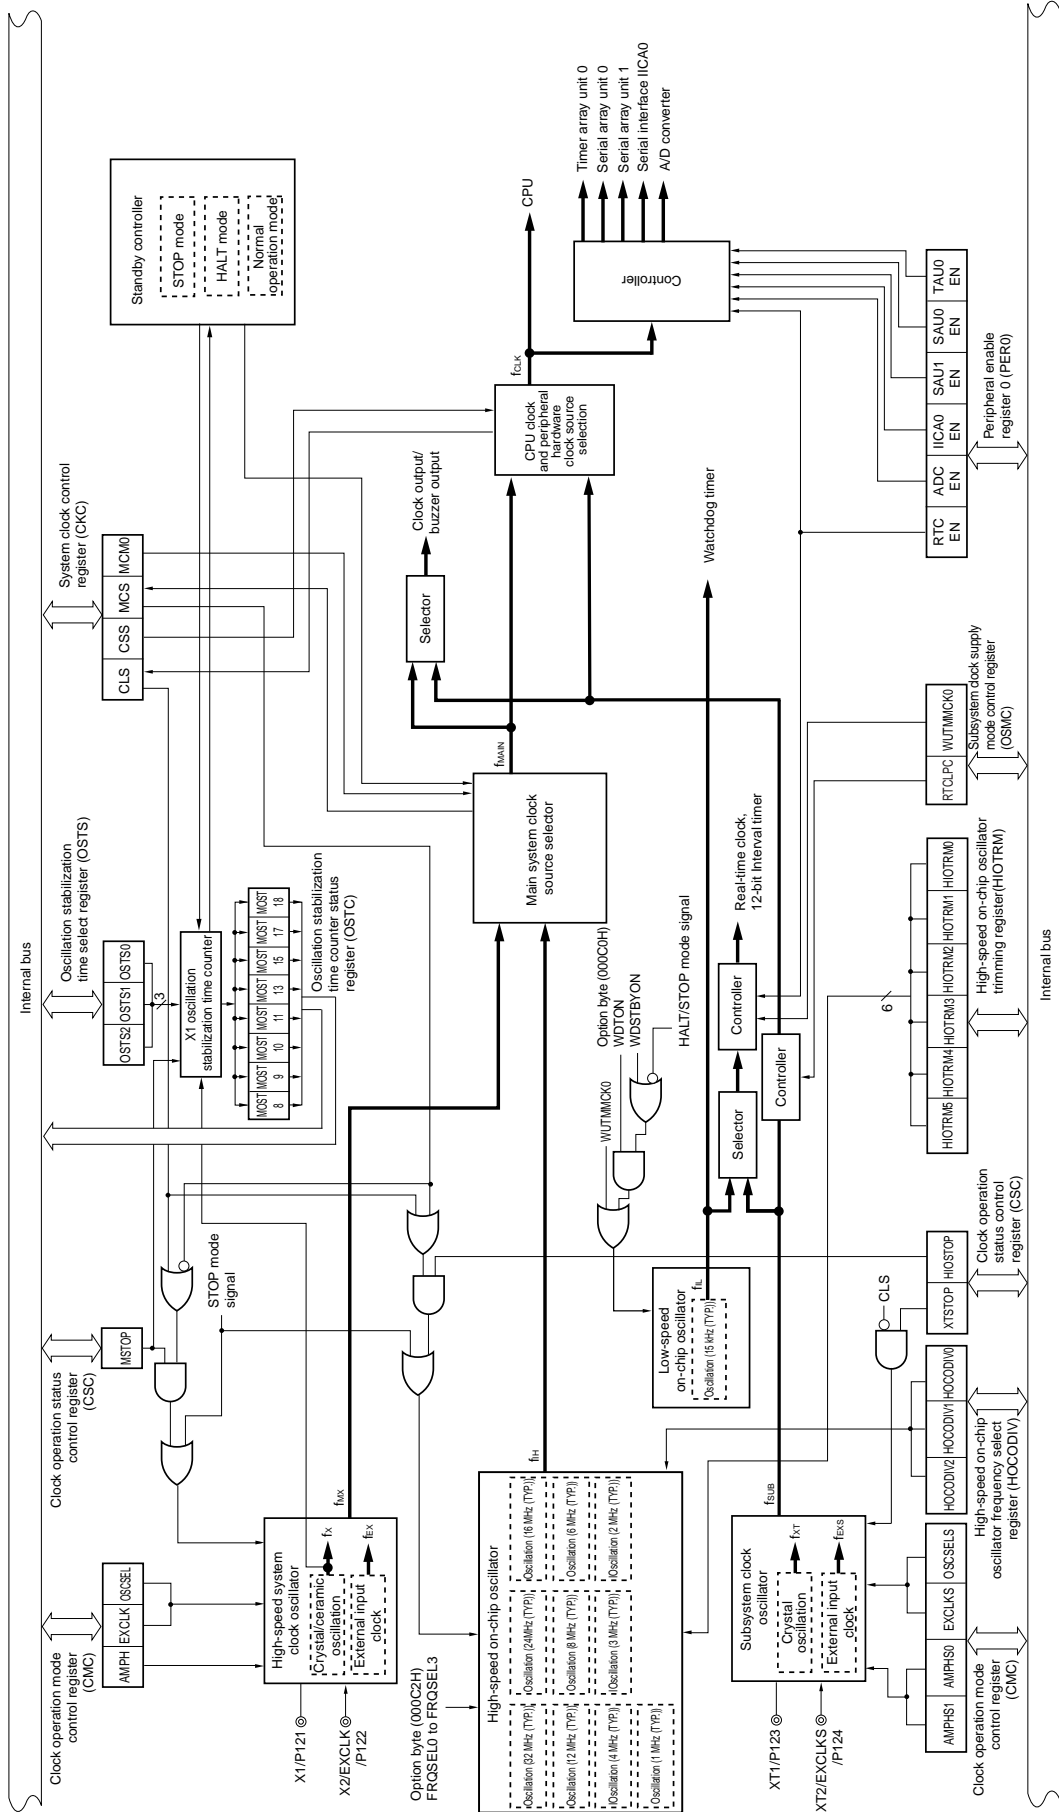 Internal bus
Clock operation mode
control register
(CMC)
AMPH
EXCLK
OSCSEL
Clock operation status
control register
(CSC)
MSTOP
Oscillation stabilization
time select register (OSTS)
OSTS2
OSTS1
OSTS0
3
System clock control
register (CKC)
CLS
CSS
MCS
MCM0
Standby controller
STOP mode
HALT mode
Normal
operation mode
X1 oscillation
stabilization time counter
MOST
8
MOST
9
MOST
10
MOST
11
MOST
13
MOST
15
MOST
17
MOST
18
Oscillation stabilization
time counter status
register (OSTC)
STOP mode
signal
High-speed system
clock oscillator
Crystal/ceramic
oscillation
fX
External input
clock
fEX
fMX
X1/P121
X2/EXCLK
/P122
Option byte (000C2H)
FRQSEL0 to FRQSEL3
High-speed on-chip oscillator
Oscillation (32 MHz (TYP.))
Oscillation (24MHz (TYP.))
Oscillation (16 MHz (TYP.))
Oscillation (12 MHz (TYP.))
Oscillation (8 MHz (TYP.))
Oscillation (6 MHz (TYP.))
Oscillation (4 MHz (TYP.))
Oscillation (3 MHz (TYP.))
Oscillation (2 MHz (TYP.))
Oscillation (1 MHz (TYP.))
fIH
Main system clock
source selector
fMAIN
Selector
Clock output/
buzzer output
CPU clock
and peripheral
hardware
clock source
selection
fCLK
CPU
Controller
Timer array unit 0
Serial array unit 0
Serial array unit 1
Serial interface IICA0
A/D converter
WUTMMCK0
Option byte (000C0H)
WDTON
WDSTBYON
HALT/STOP mode signal
Low-speed
on-chip oscillator
Oscillation (15 kHz (TYP.))
fIL
Watchdog timer
Selector
Controller
Real-time clock,
12-bit Interval timer
Controller
Subsystem clock
oscillator
Crystal
oscillation
fXT
External input
clock
fEXS
fSUB
XT1/P123
XT2/EXCLKS
/P124
CLS
6
AMPHS1
AMPHS0
EXCLKS
OSCSELS
Clock operation mode
control register
(CMC)
HOCODIV2
HOCODIV1
HOCODIV0
High-speed on-chip
oscillator frequency select
register (HOCODIV)
XTSTOP
HIOSTOP
Clock operation
status control
register (CSC)
HIOTRM5
HIOTRM4
HIOTRM3
HIOTRM2
HIOTRM1
HIOTRM0
High-speed on-chip oscillator
trimming register(HIOTRM)
RTCLPC
WUTMMCK0
Subsystem clock supply
mode control register
(OSMC)
RTC
EN
ADC
EN
IICA0
EN
SAU1
EN
SAU0
EN
TAU0
EN
Peripheral enable
register 0 (PER0)
Internal bus